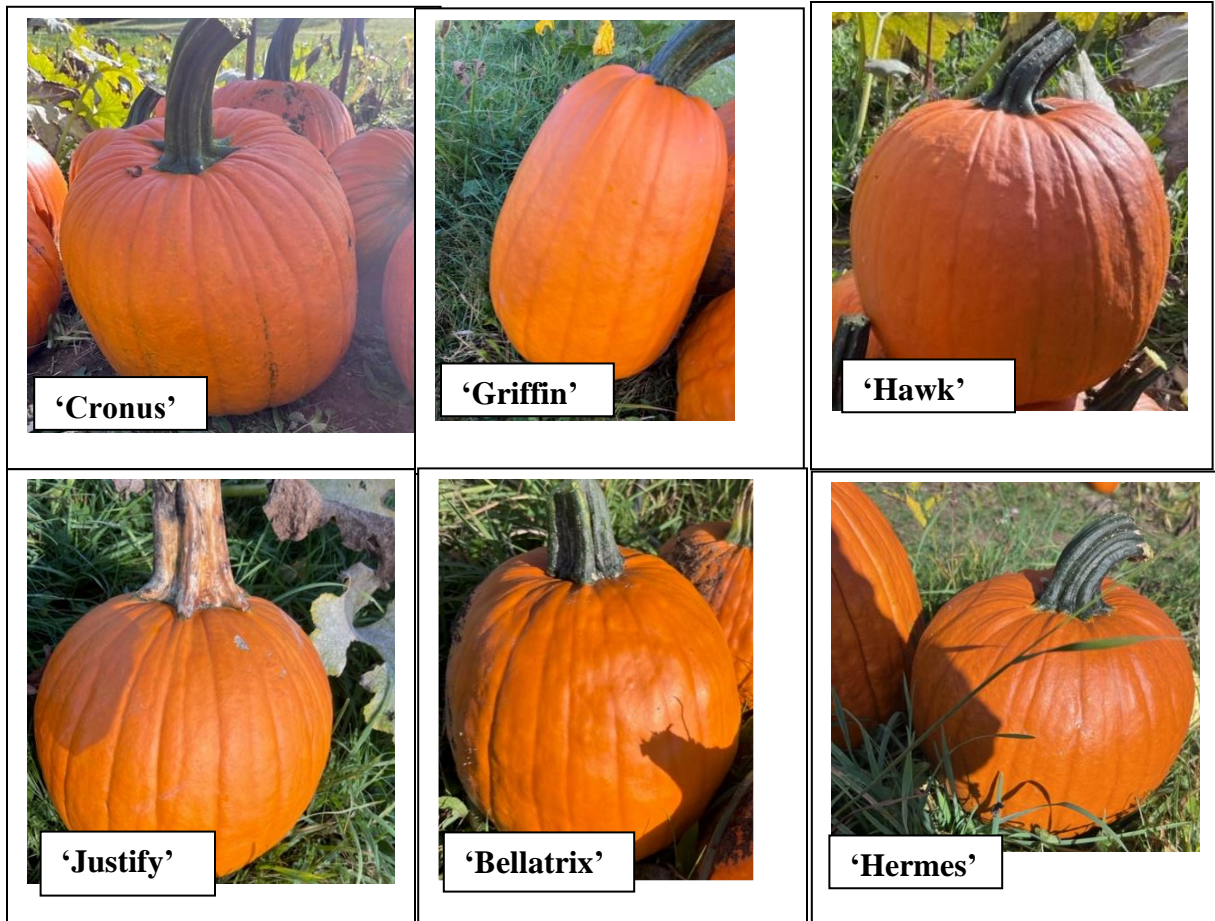 ‘Cronus’
‘Griffin’
‘Hawk’
‘Justify’
‘Bellatrix’
‘Hermes’